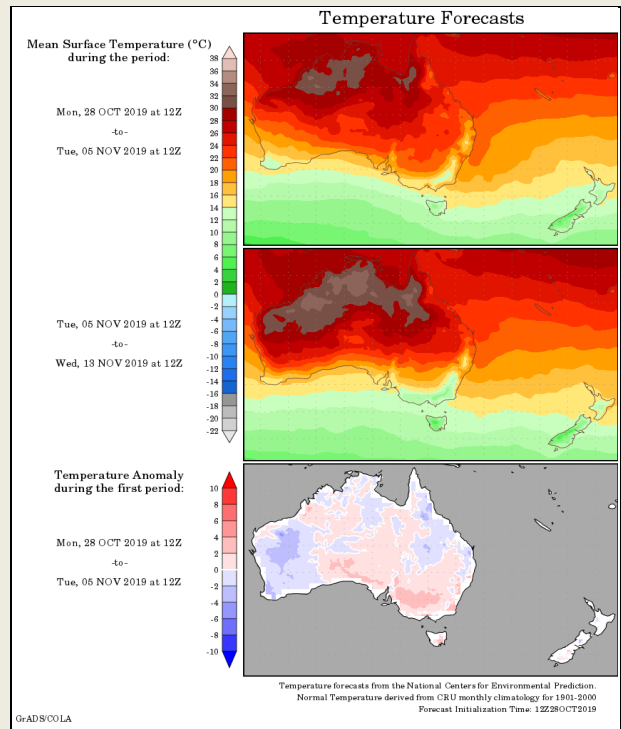 Temperature Forecasts
Mean Surface Temperature (°C)
during the period:
Mon, 28 OCT 2019 at 12Z
-to-
Tue, 05 NOV 2019 at 12Z
38
36
34
32
30
28
26
24
22
20
18
16
14
12
10
8
6
4
2
0
-2
-4
-6
-8
-10
-12
-14
-16
-18
-20
-22
Tue, 05 NOV 2019 at 12Z
-to-
Wed, 13 NOV 2019 at 12Z
Temperature Anomaly
during the first period:
Mon, 28 OCT 2019 at 12Z
-to-
Tue, 05 NOV 2019 at 12Z
10
8
6
4
2
0
-2
-4
-6
-8
-10
Temperature forecasts from the National Centers for Environmental Prediction.
Normal Temperature derived from CRU monthly climatology for 1901-2000
Forecast Initialization Time: 12Z28OCT2019
GrADS/COLA